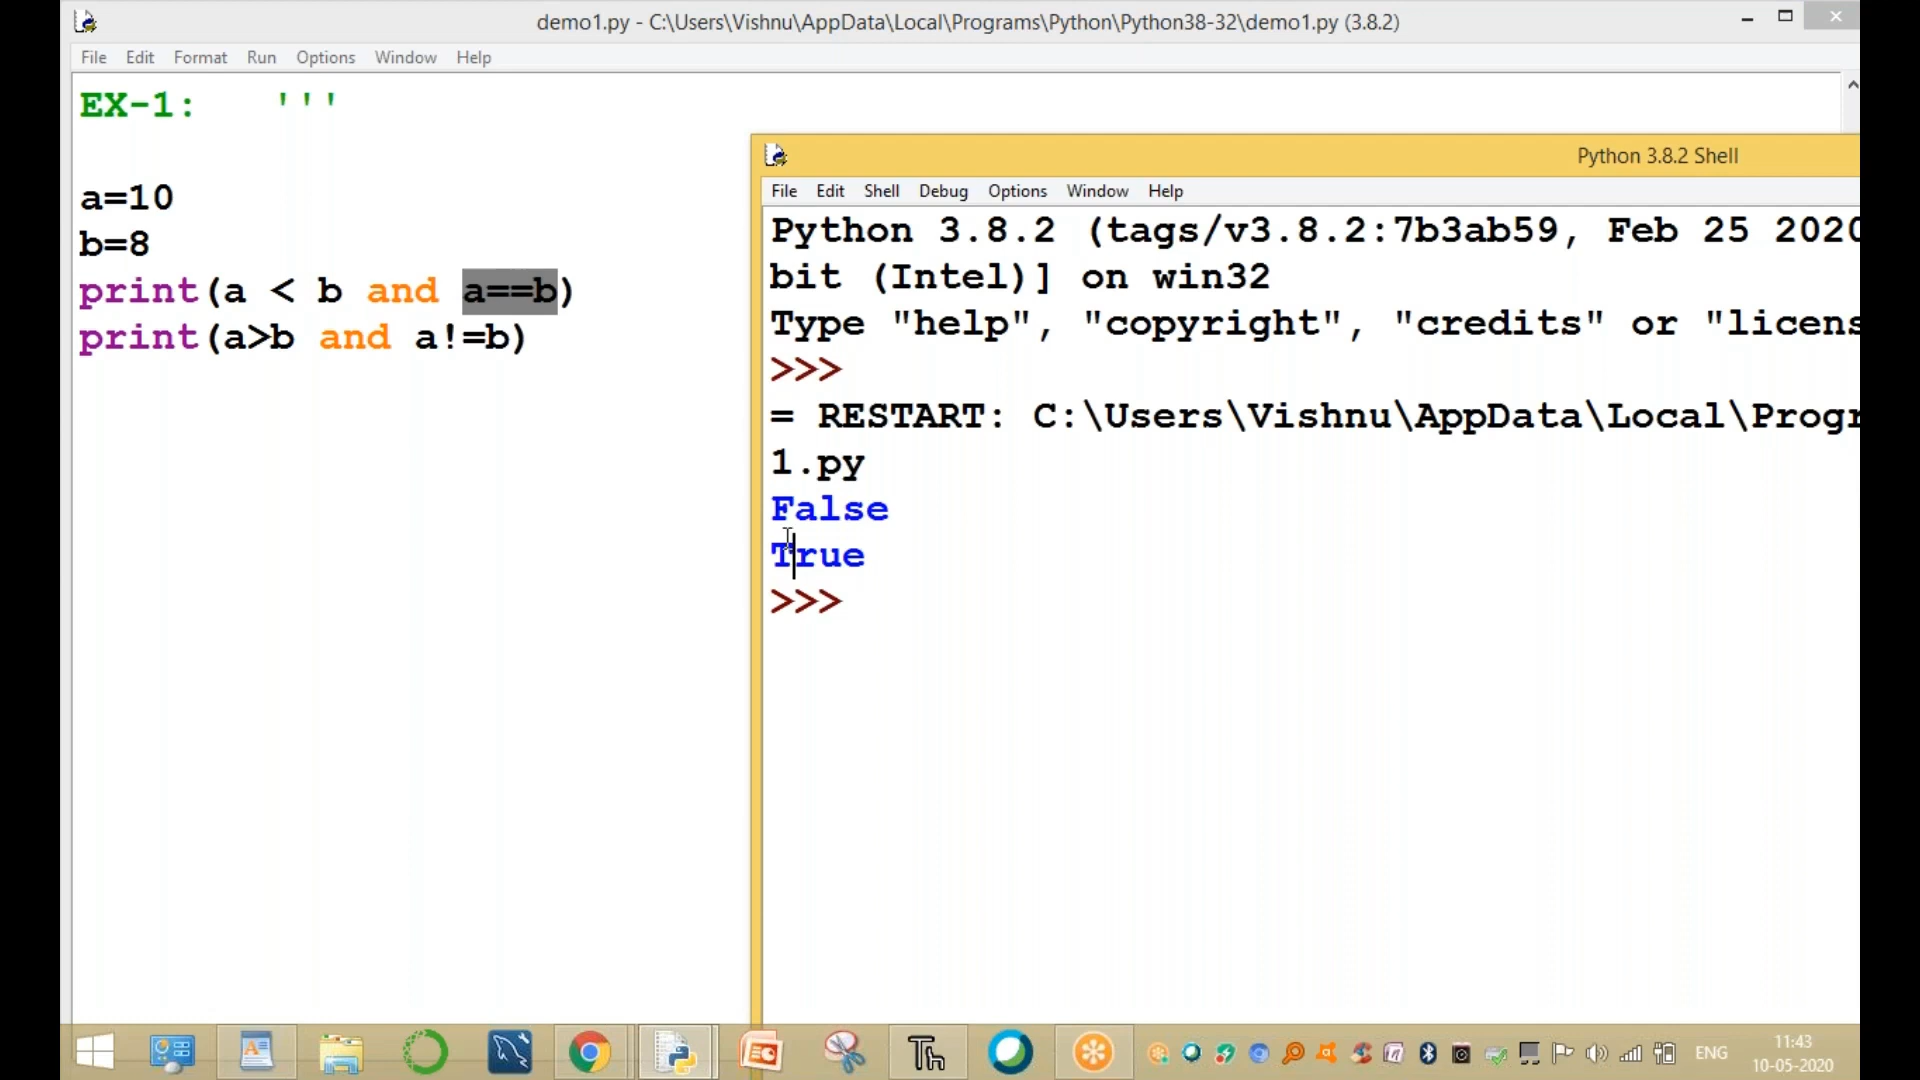 demo1.py - C:\Users\Vishnu\AppData\Local\Programs\Python\Python38-32\demo1.py (3.8.2)
File Edit Format Run Options Window Help
EX-1: '''
a=10
b=8
print(a < b and a==b)
print(a>b and a!=b)
Python 3.8.2 Shell
File Edit Shell Debug Options Window Help
Python 3.8.2 (tags/v3.8.2:7b3ab59, Feb 25 2020
bit (Intel)] on win32
Type "help", "copyright", "credits" or "licens
>>>
= RESTART: C:\Users\Vishnu\AppData\Local\Progr
1.py
False
True
>>>
Th
ENG
11:43
10-05-2020